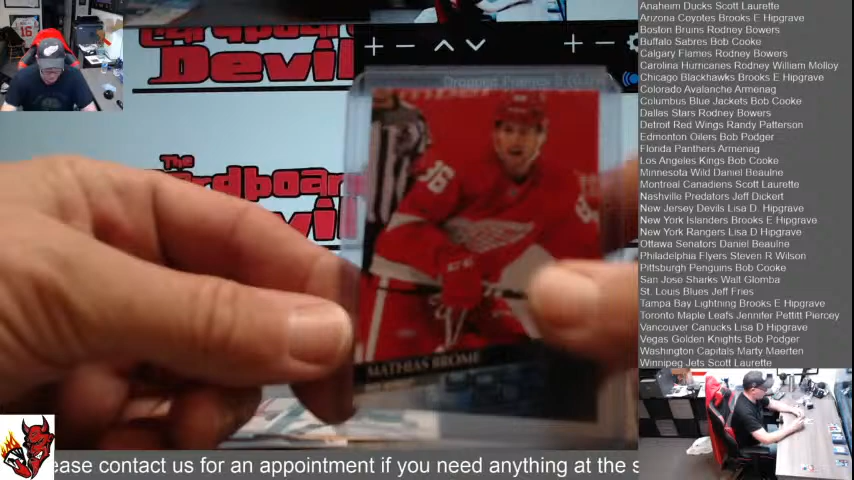 Cardboard
Devil
The
rdboard
Devil
Dropped Frames 0 (0.0
86
MATHIAS BROME
Anaheim Ducks Scott Laurette
Arizona Coyotes Brooks E Hipgrave
Boston Bruins Rodney Bowers
Buffalo Sabres Bob Cooke
Calgary Flames Rodney Bowers
Carolina Hurricanes Rodney William Molloy
Chicago Blackhawks Brooks E Hipgrave
Colorado Avalanche Armenag
Columbus Blue Jackets Bob Cooke
Dallas Stars Rodney Bowers
Detroit Red Wings Randy Patterson
Edmonton Oilers Bob Podger
Florida Panthers Armenag
Los Angeles Kings Bob Cooke
Minnesota Wild Daniel Beaulne
Montreal Canadiens Scott Laurette
Nashville Predators Jeff Dickert
New Jersey Devils Lisa D. Hipgrave
New York Islanders Brooks E Hipgrave
New York Rangers Lisa D Hipgrave
Ottawa Senators Daniel Beaulne
Philadelphia Flyers Steven R Wilson
Pittsburgh Penguins Bob Cooke
San Jose Sharks Walt Glomba
St. Louis Blues Jeff Fries
Tampa Bay Lightning Brooks E Hipgrave
Toronto Maple Leafs Jennifer Pettitt Piercey
Vancouver Canucks Lisa D Hipgrave
Vegas Golden Knights Bob Podger
Washington Capitals Marty Maerten
Winnipeg Jets Scott Laurette
ease contact us for an appointment if you need anything at the s